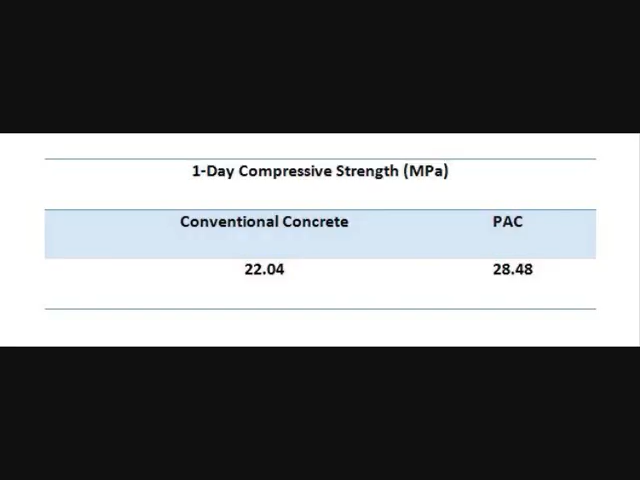 1-Day Compressive Strength (MPa)
Conventional Concrete PAC
22.04 28.48